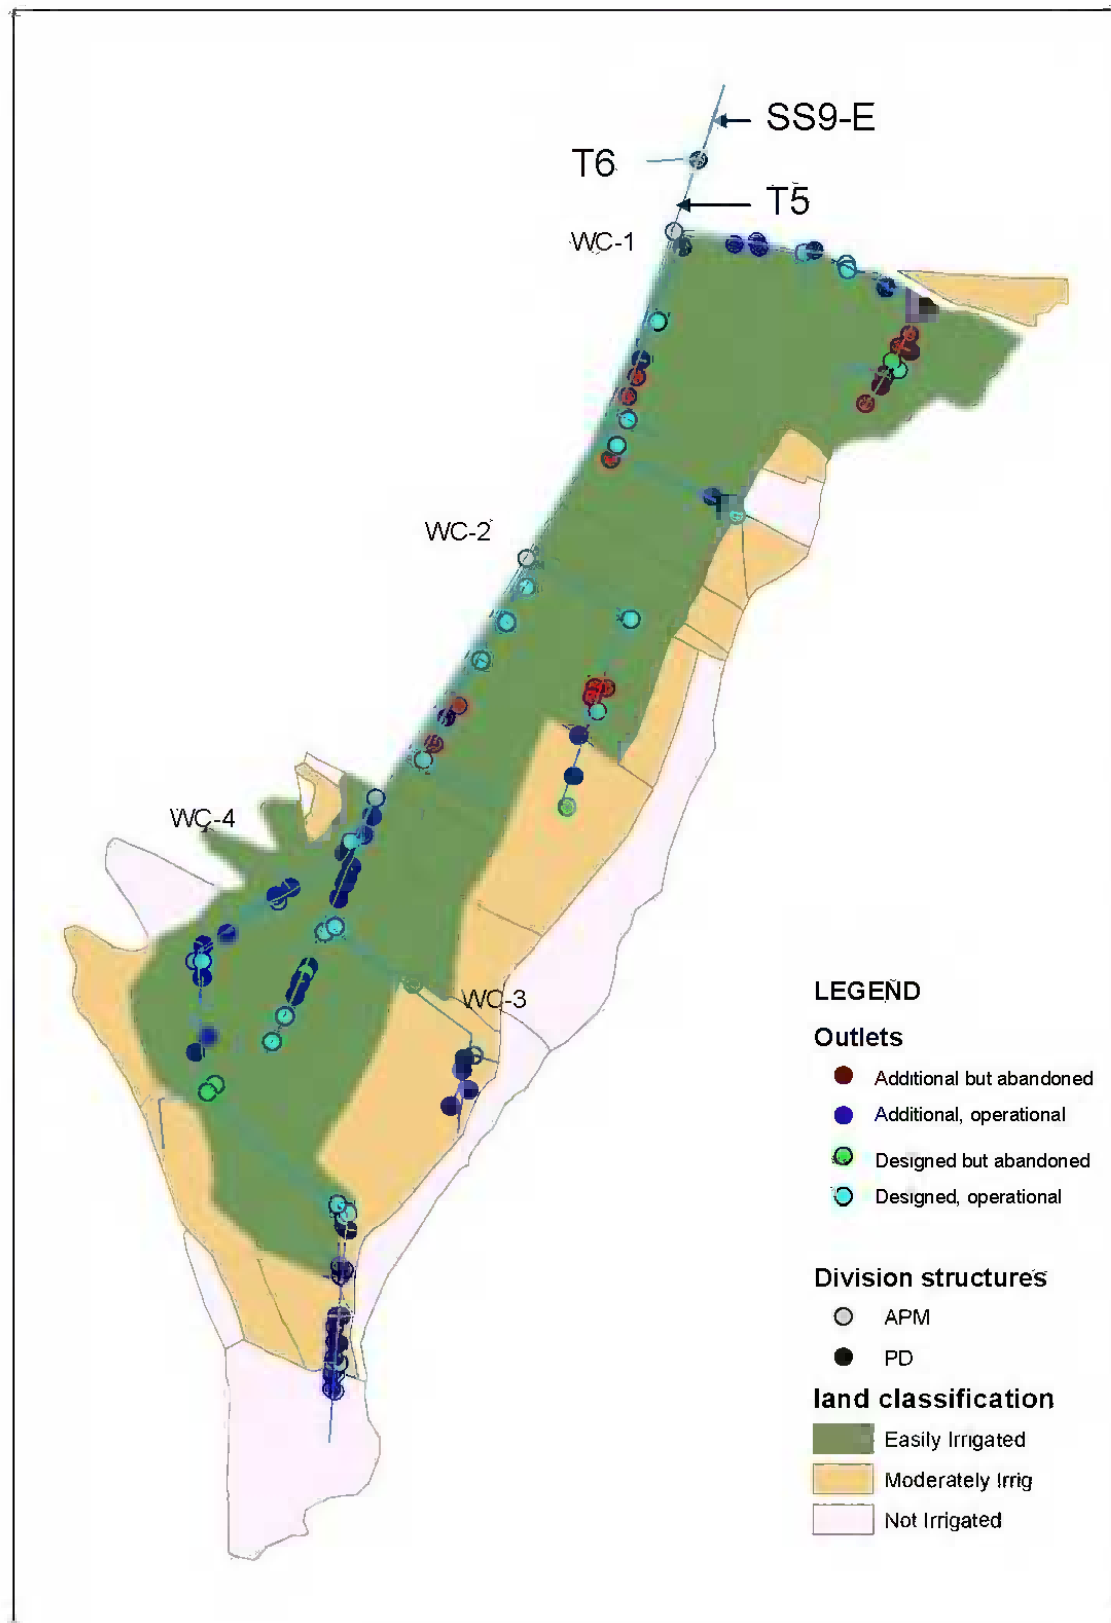 SS9-E
T6
T5
WC-1
WC-2
WC-4
WC-3
LEGEND
Outlets
Additional but abandoned
Additional, operational
Designed but abandoned
Designed, operational
Division structures
APM
PD
land classification
Easily Irrigated
Moderately Irrig
Not Irrigated